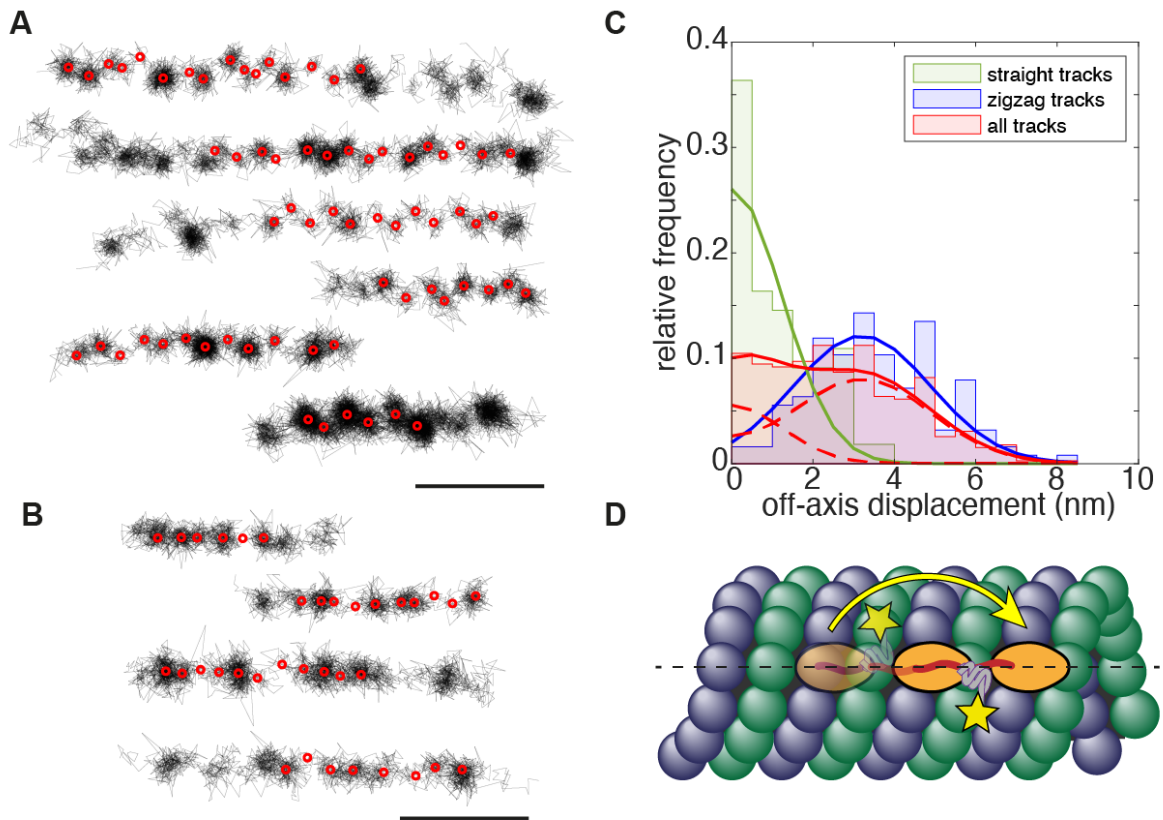 A
B
C
0.4
0.3
0.2
0.1
0
relative frequency
straight tracks
zigzag tracks
all tracks
0 2 4 6 8 10
off-axis displacement (nm)
D